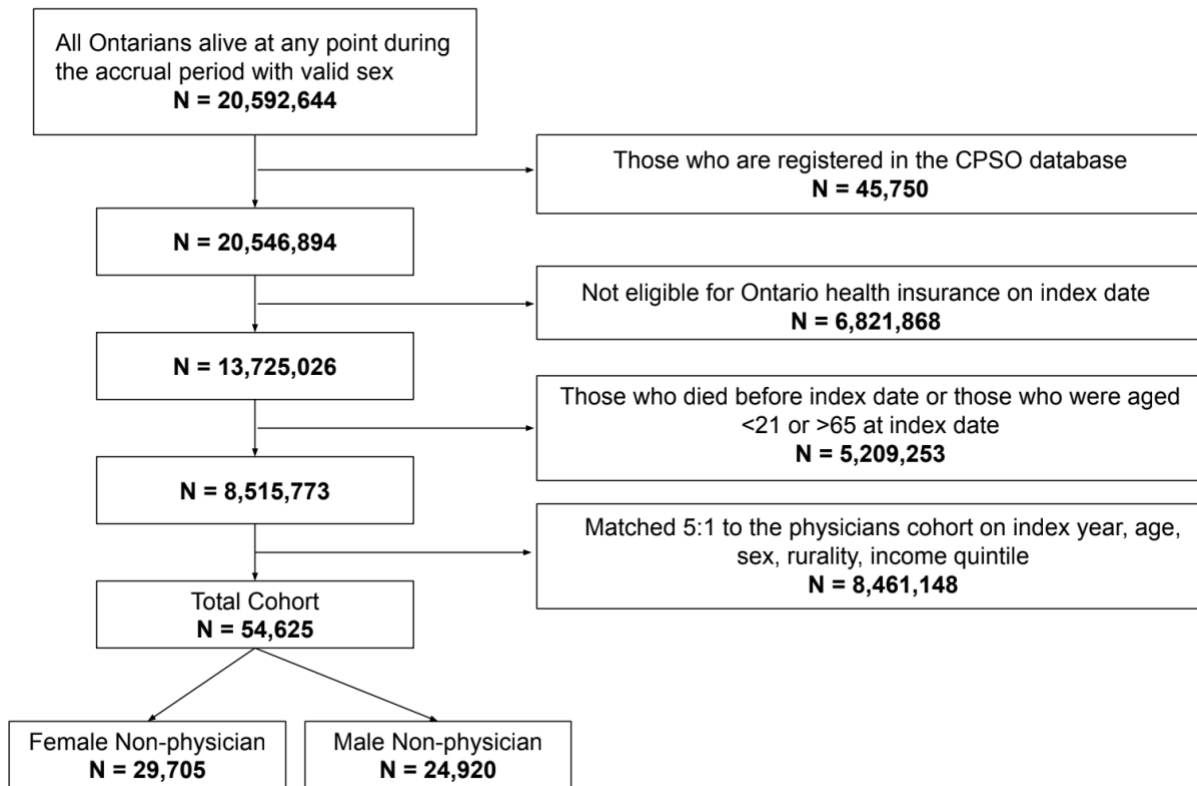 All Ontarians alive at any point during
the accrual period with valid sex
N = 20,592,644
Those who are registered in the CPSO database
N = 45,750
N = 20,546,894
Not eligible for Ontario health insurance on index date
N = 6,821,868
N = 13,725,026
Those who died before index date or those who were aged
<21 or >65 at index date
N = 5,209,253
N = 8,515,773
Matched 5:1 to the physicians cohort on index year, age,
sex, rurality, income quintile
N = 8,461,148
Total Cohort
N = 54,625
Female Non-physician
N = 29,705
Male Non-physician
N = 24,920